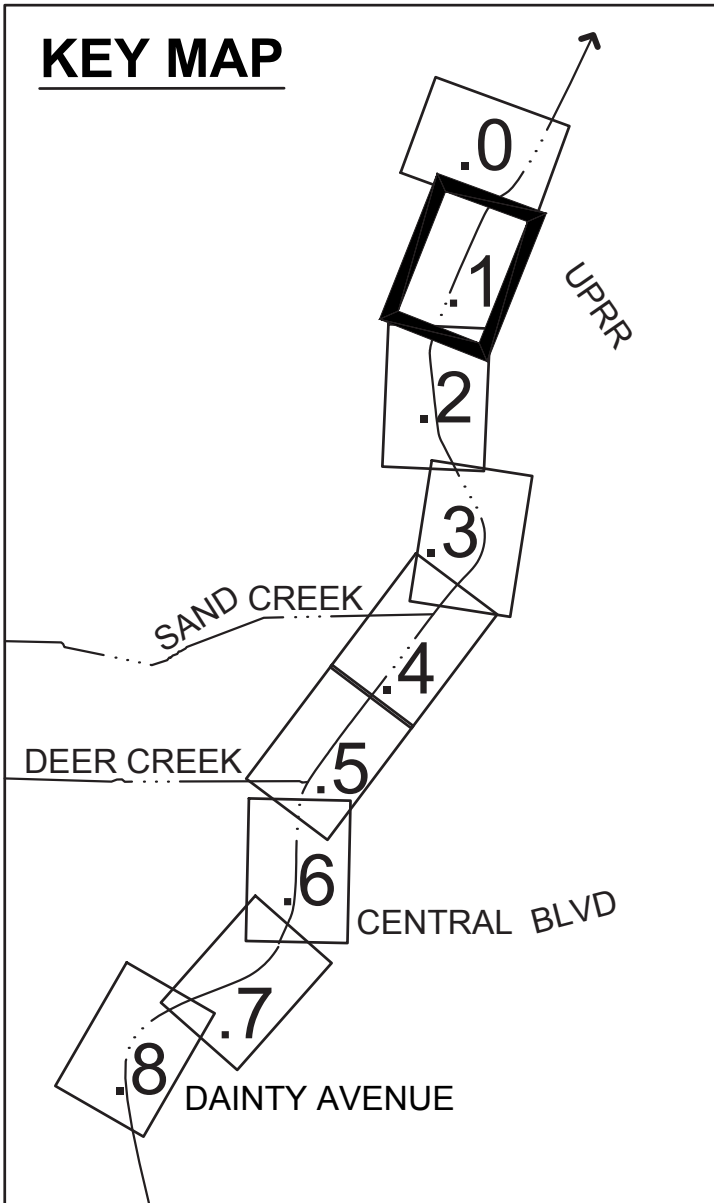 KEY MAP
.0
.1
UPRR
.2
.3
SAND CREEK
.4
DEER CREEK
.5
.6
CENTRAL BLVD
.7
.8
DAINTY AVENUE